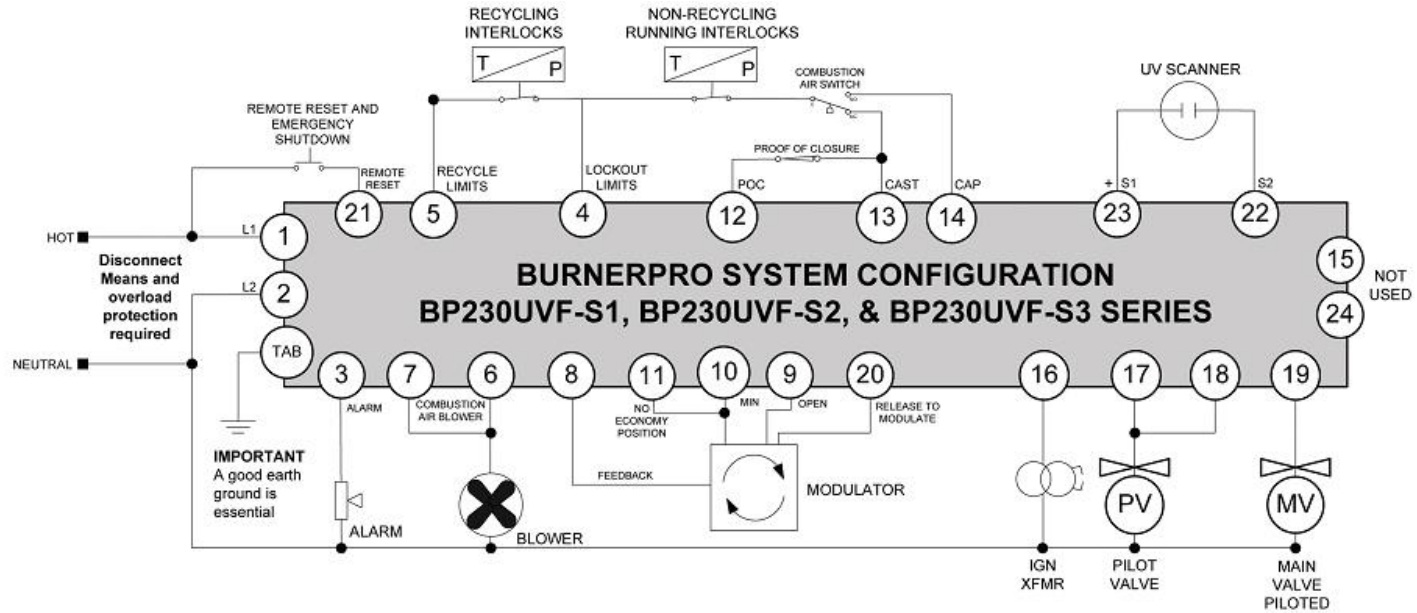 RECYCLING
INTERLOCKS
T
P
NON-RECYCLING
RUNNING INTERLOCKS
T
P
COMBUSTION
AIR SWITCH
UV SCANNER
REMOTE RESET AND
EMERGENCY
SHUTDOWN
REMOTE
RESET
RECYCLE
LIMITS
LOCKOUT
LIMITS
PROOF OF CLOSURE
POC
CAST
CAP
+ S1
S2
21
5
4
12
13
14
23
22
HOT
L1
1
Disconnect
Means and
overload
protection
required
L2
2
NEUTRAL
TAB
BURNERPRO SYSTEM CONFIGURATION
BP230UVF-S1, BP230UVF-S2, & BP230UVF-S3 SERIES
15
24
NOT
USED
3
7
6
8
11
10
9
20
16
17
18
19
ALARM
COMBUSTION
AIR BLOWER
NO
ECONOMY
POSITION
MIN
OPEN
RELEASE TO
MODULATE
IMPORTANT
A good earth
ground is
essential
FEEDBACK
MODULATOR
PV
MV
ALARM
BLOWER
IGN
XFMR
PILOT
VALVE
MAIN
VALVE
PILOTED